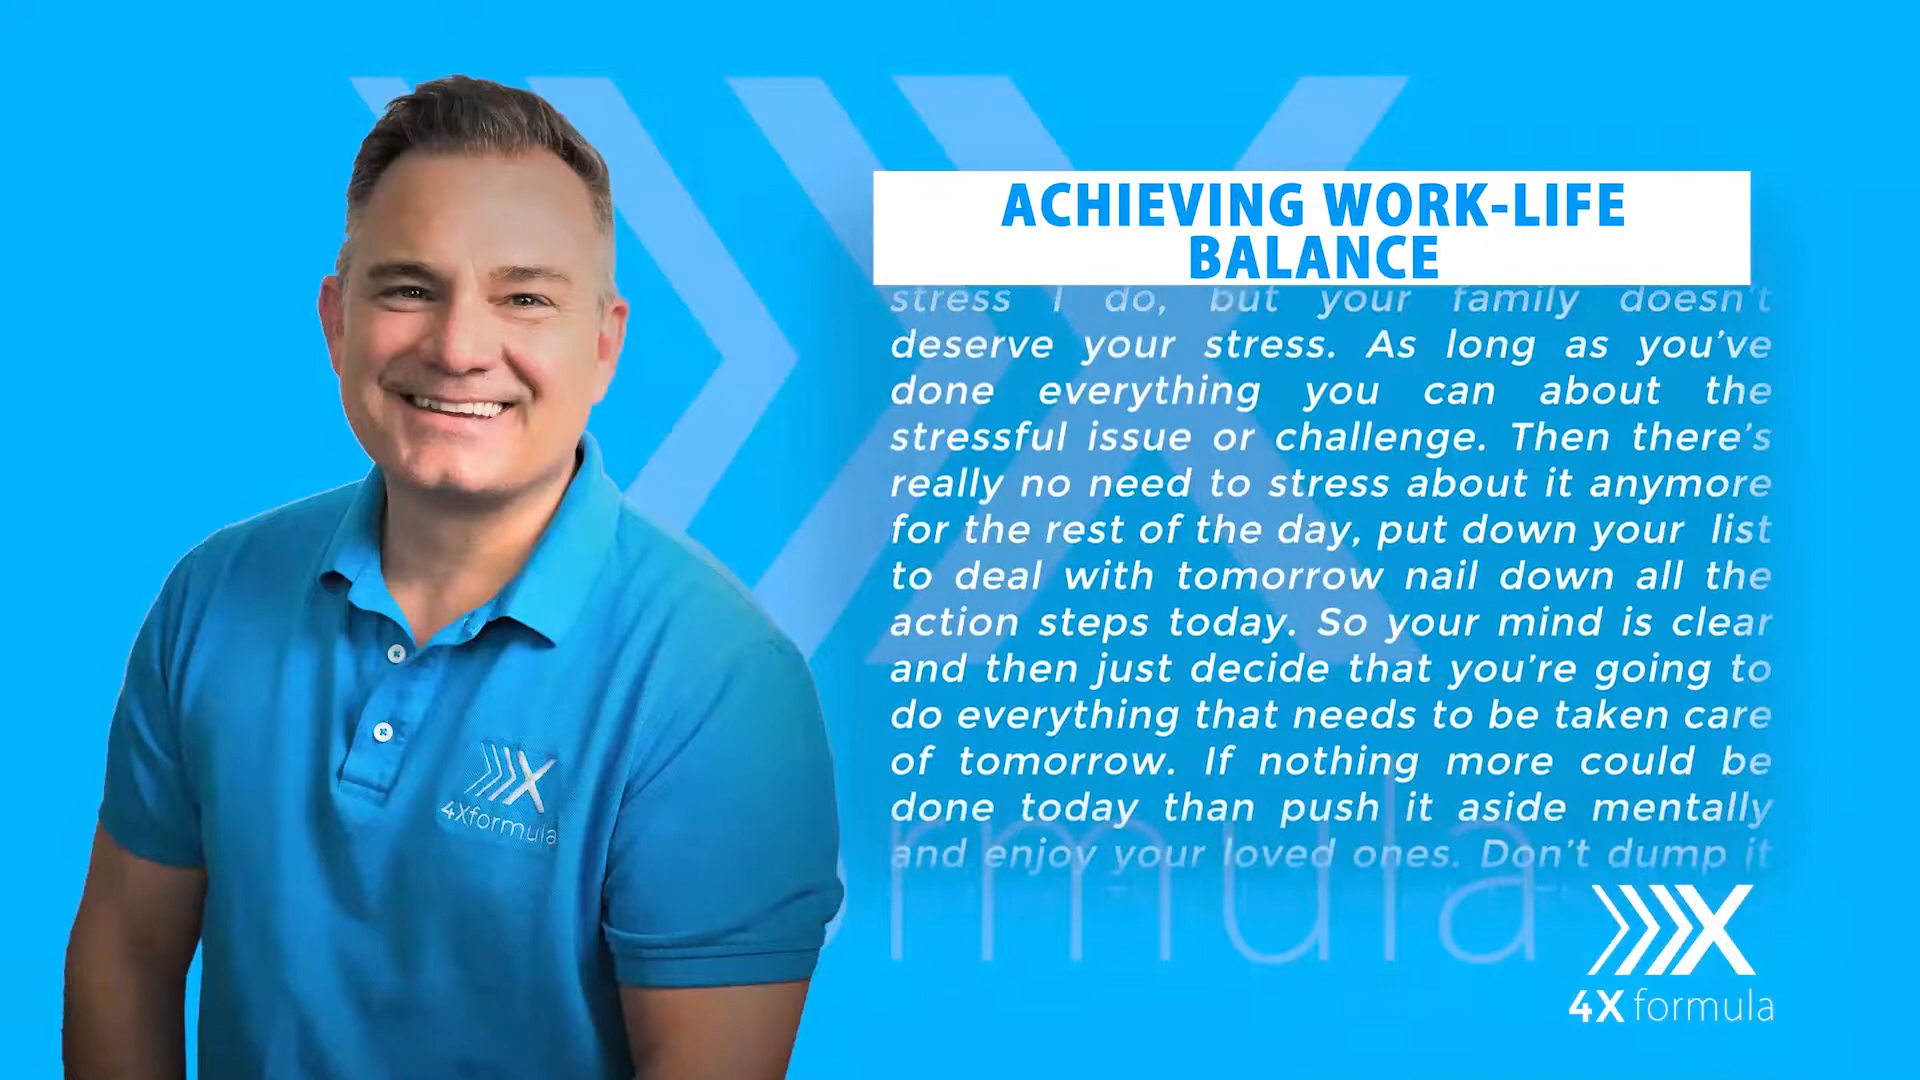 ACHIEVING WORK-LIFE
BALANCE
stress I do, but your family doesn't
deserve your stress. As long as you've
done everything you can about the
stressful issue or challenge. Then there's
really no need to stress about it anymore
for the rest of the day, put down your list
to deal with tomorrow nail down all the
action steps today. So your mind is clear
and then just decide that you're going to
do everything that needs to be taken care
of tomorrow. If nothing more could be
done today than push it aside mentally
and enjoy your loved ones. Don't dump it
X
4Xformula
rmula
X
4X formula